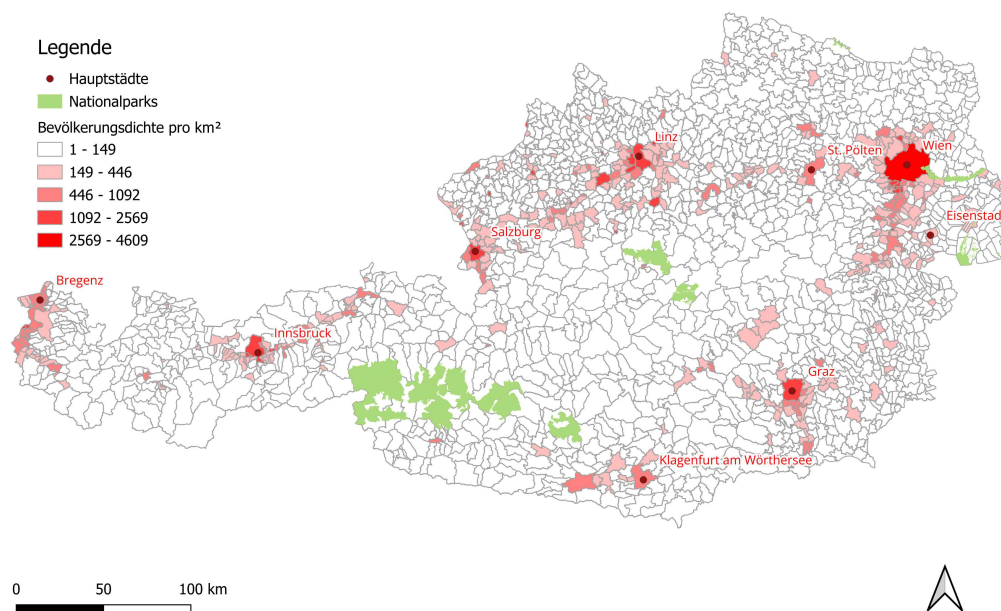 Legende
Hauptstädte
Nationalparks
Bevölkerungsdichte pro km²
1 - 149
149 - 446
446 - 1092
1092 - 2569
2569 - 4609
Linz
St. Pölten
Wien
Eisenstad
Salzburg
Bregenz
Innsbruck
Graz
Klagenfurt am Wörthersee
0 50 100 km